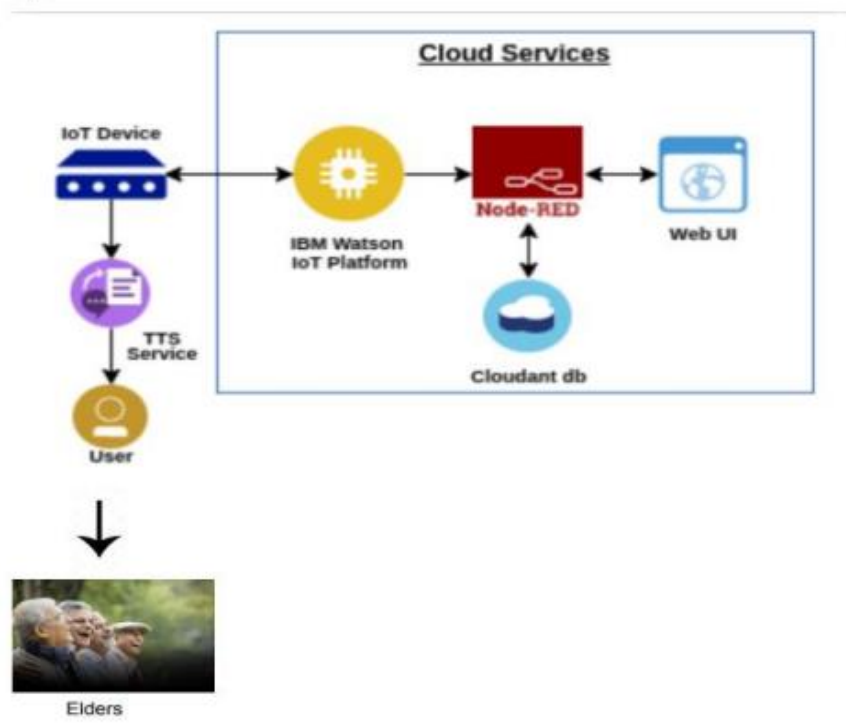 Cloud Services
IoT Device
IBM Watson
IoT Platform
Node-RED
Web UI
TTS
Service
Cloudant db
User
Elders